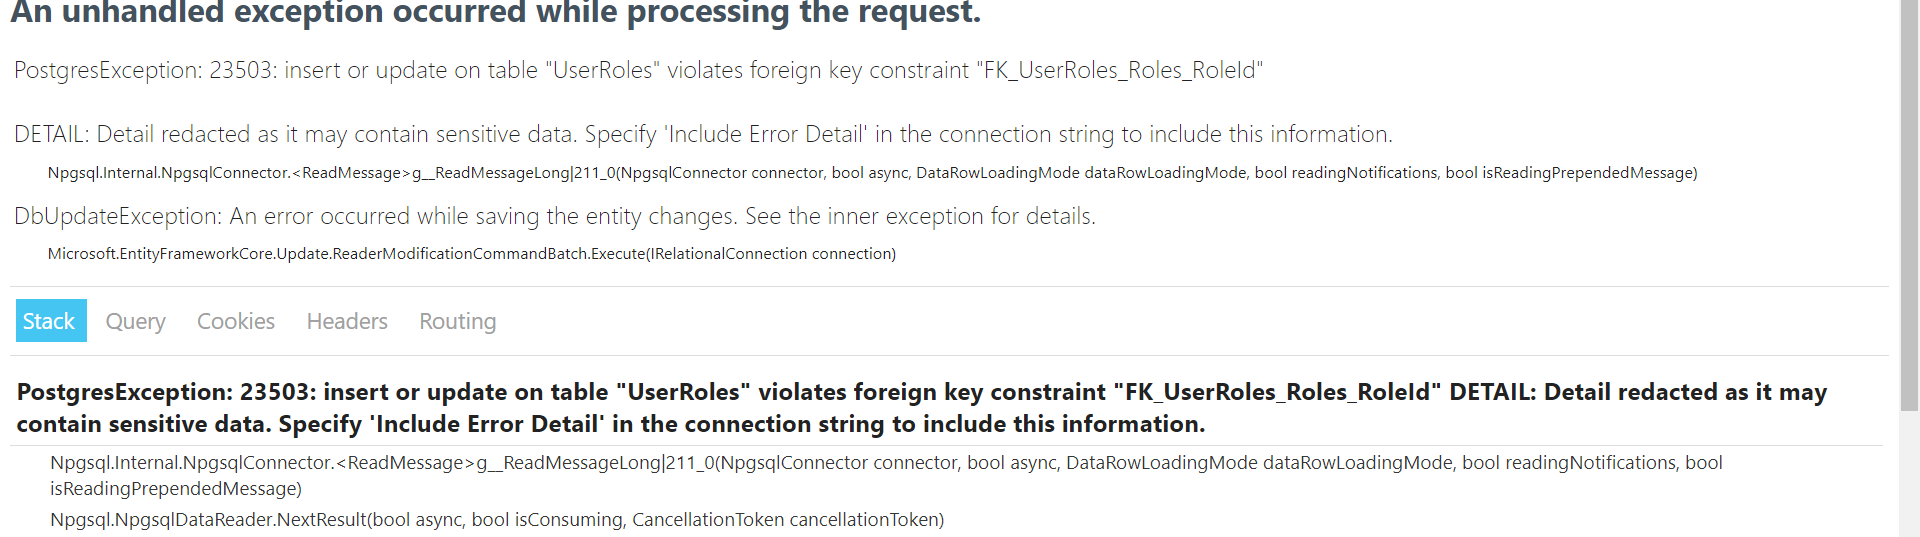 An unhandled exception occurred while processing the request.
PostgresException: 23503: insert or update on table "UserRoles" violates foreign key constraint "FK_UserRoles_Roles_RoleId"
DETAIL: Detail redacted as it may contain sensitive data. Specify 'Include Error Detail' in the connection string to include this information.
Npgsql.Internal.NpgsqlConnector.<ReadMessage>g__ReadMessageLong|211_0(NpgsqlConnector connector, bool async, DataRowLoadingMode dataRowLoadingMode, bool readingNotifications, bool isReadingPrependedMessage)
DbUpdateException: An error occurred while saving the entity changes. See the inner exception for details.
Microsoft.EntityFrameworkCore.Update.ReaderModificationCommandBatch.Execute(IRelationalConnection connection)
Stack Query Cookies Headers Routing
PostgresException: 23503: insert or update on table "UserRoles" violates foreign key constraint "FK_UserRoles_Roles_RoleId" DETAIL: Detail redacted as it may
contain sensitive data. Specify 'Include Error Detail' in the connection string to include this information.
Npgsql.Internal.NpgsqlConnector.<ReadMessage>g__ReadMessageLong|211_0(NpgsqlConnector connector, bool async, DataRowLoadingMode dataRowLoadingMode, bool readingNotifications, bool
isReadingPrependedMessage)
Npgsql.NpgsqlDataReader.NextResult(bool async, bool isConsuming, CancellationToken cancellationToken)